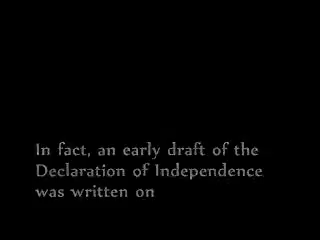 In fact, an early draft of the
Declaration of Independence
was written on